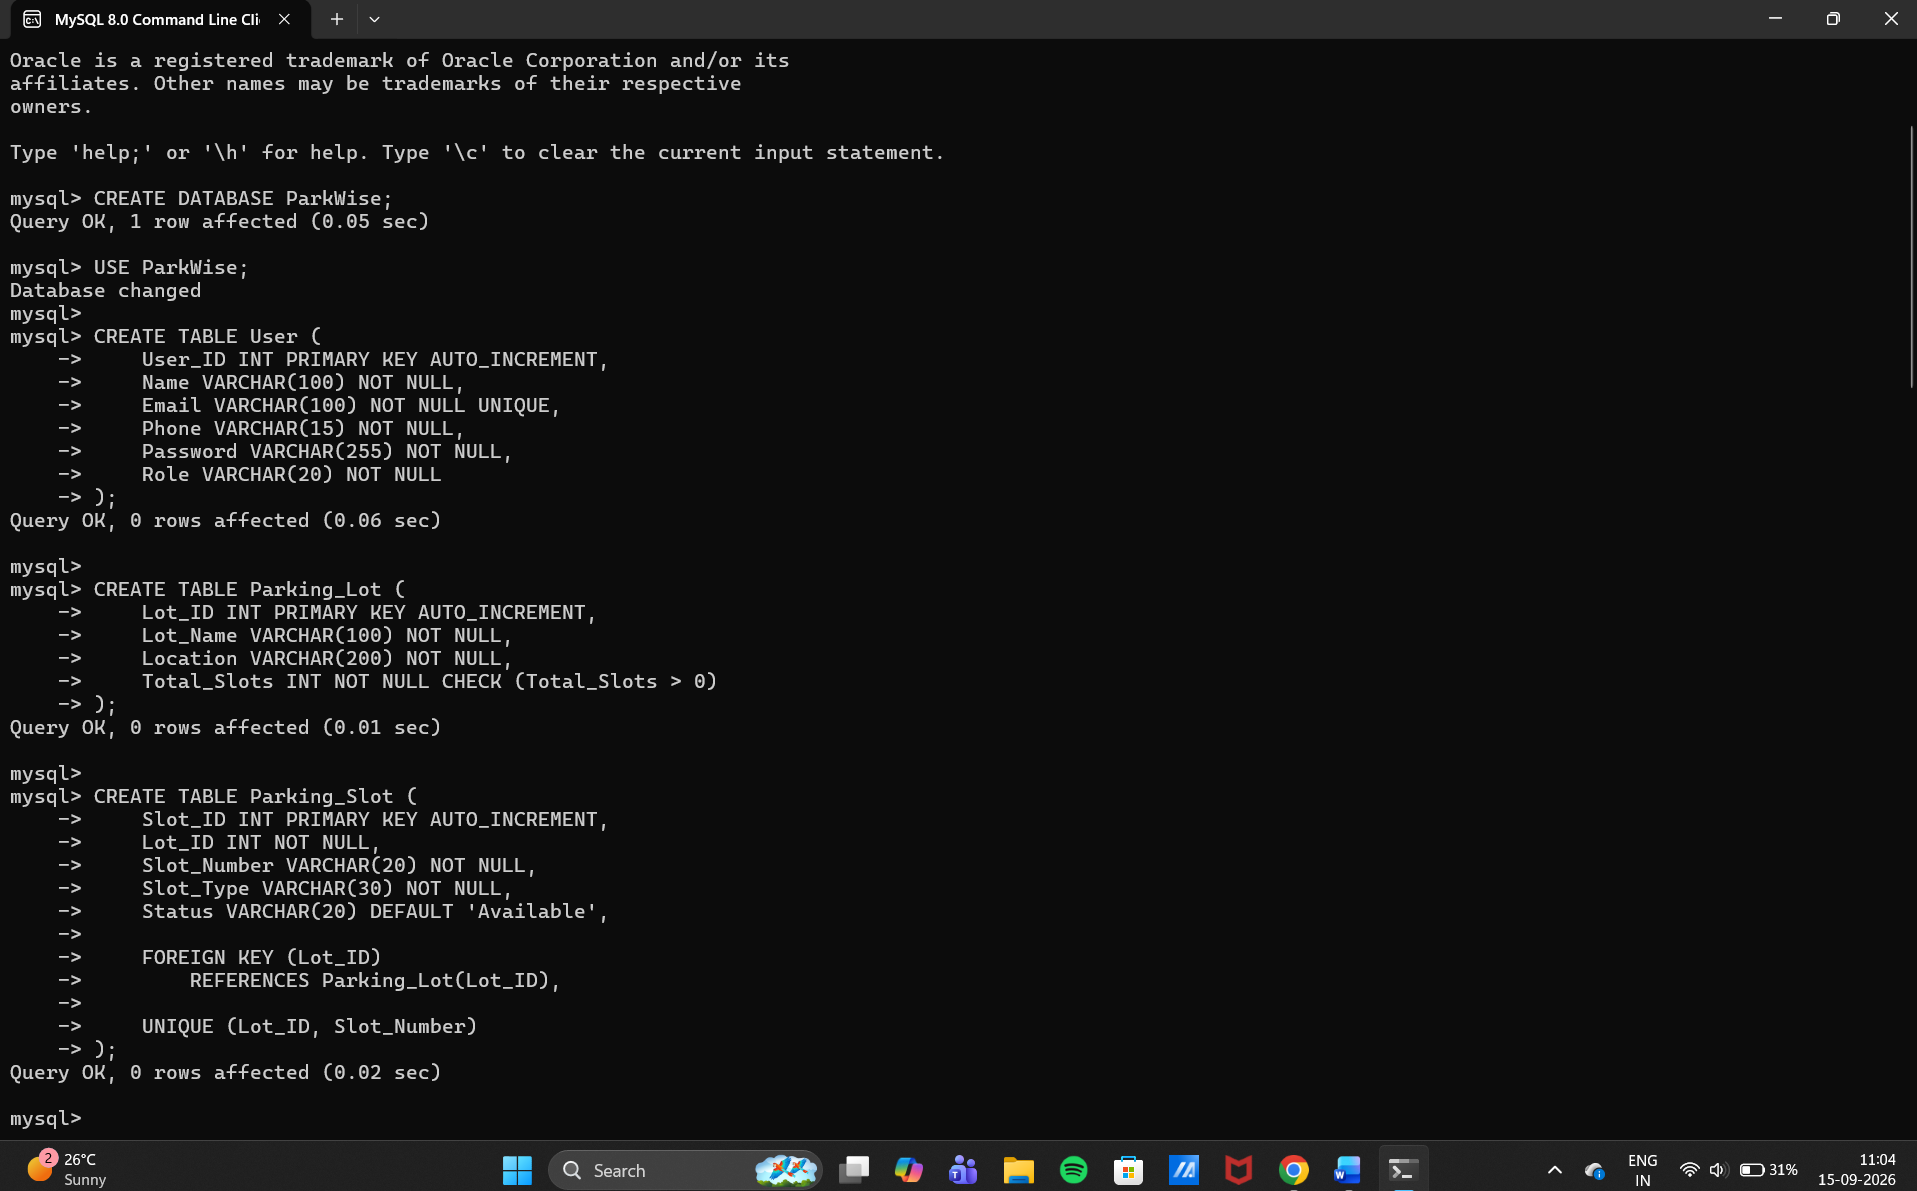 MySQL 8.0 Command Line Cli
Oracle is a registered trademark of Oracle Corporation and/or its
affiliates. Other names may be trademarks of their respective
owners.
Type 'help;' or '\h' for help. Type '\c' to clear the current input statement.
mysql> CREATE DATABASE ParkWise;
Query OK, 1 row affected (0.05 sec)
mysql> USE ParkWise;
Database changed
mysql>
mysql> CREATE TABLE User (
    ->     User_ID INT PRIMARY KEY AUTO_INCREMENT,
    ->     Name VARCHAR(100) NOT NULL,
    ->     Email VARCHAR(100) NOT NULL UNIQUE,
    ->     Phone VARCHAR(15) NOT NULL,
    ->     Password VARCHAR(255) NOT NULL,
    ->     Role VARCHAR(20) NOT NULL
    -> );
Query OK, 0 rows affected (0.06 sec)
mysql>
mysql> CREATE TABLE Parking_Lot (
    ->     Lot_ID INT PRIMARY KEY AUTO_INCREMENT,
    ->     Lot_Name VARCHAR(100) NOT NULL,
    ->     Location VARCHAR(200) NOT NULL,
    ->     Total_Slots INT NOT NULL CHECK (Total_Slots > 0)
    -> );
Query OK, 0 rows affected (0.01 sec)
mysql>
mysql> CREATE TABLE Parking_Slot (
    ->     Slot_ID INT PRIMARY KEY AUTO_INCREMENT,
    ->     Lot_ID INT NOT NULL,
    ->     Slot_Number VARCHAR(20) NOT NULL,
    ->     Slot_Type VARCHAR(30) NOT NULL,
    ->     Status VARCHAR(20) DEFAULT 'Available',
    ->
    ->     FOREIGN KEY (Lot_ID)
    ->         REFERENCES Parking_Lot(Lot_ID),
    ->
    ->     UNIQUE (Lot_ID, Slot_Number)
    -> );
Query OK, 0 rows affected (0.02 sec)
mysql>
2
26°C
Sunny
Search
ENG
IN
31%
11:04
15-09-2026